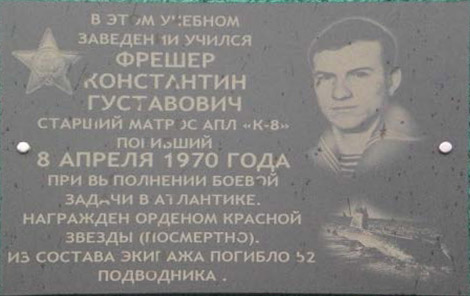 В ЭТОМ УЧЕБНОМ
ЗАВЕДЕНИИ УЧИЛСЯ
ФРЕШЕР
КОНСТАНТИН
ГУСТАВОВИЧ
СТАРШИЙ МАТРОС АПЛ «К-8»
ПОГИБШИЙ
8 АПРЕЛЯ 1970 ГОДА
ПРИ ВЫПОЛНЕНИИ БОЕВОЙ
ЗАДАЧИ В АТЛАНТИКЕ.
НАГРАЖДЕН ОРДЕНОМ КРАСНОЙ
ЗВЕЗДЫ (ПОСМЕРТНО).
ИЗ СОСТАВА ЭКИПАЖА ПОГИБЛО 52
ПОДВОДНИКА.